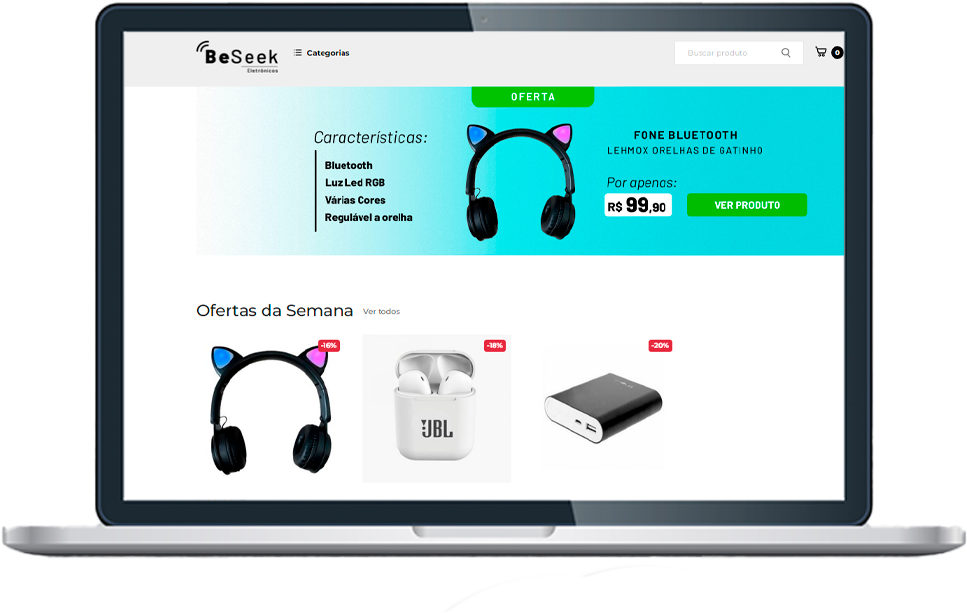 BeSeek
Eletrônicos
Categorias
Buscar produto
0
OFERTA
Características:
Bluetooth
Luz Led RGB
Várias Cores
Regulável a orelha
FONE BLUETOOTH
LEHMOX ORELHAS DE GATINHO
Por apenas:
R$ 99,90
VER PRODUTO
Ofertas da Semana
Ver todos
-16%
-18%
-20%
JBL